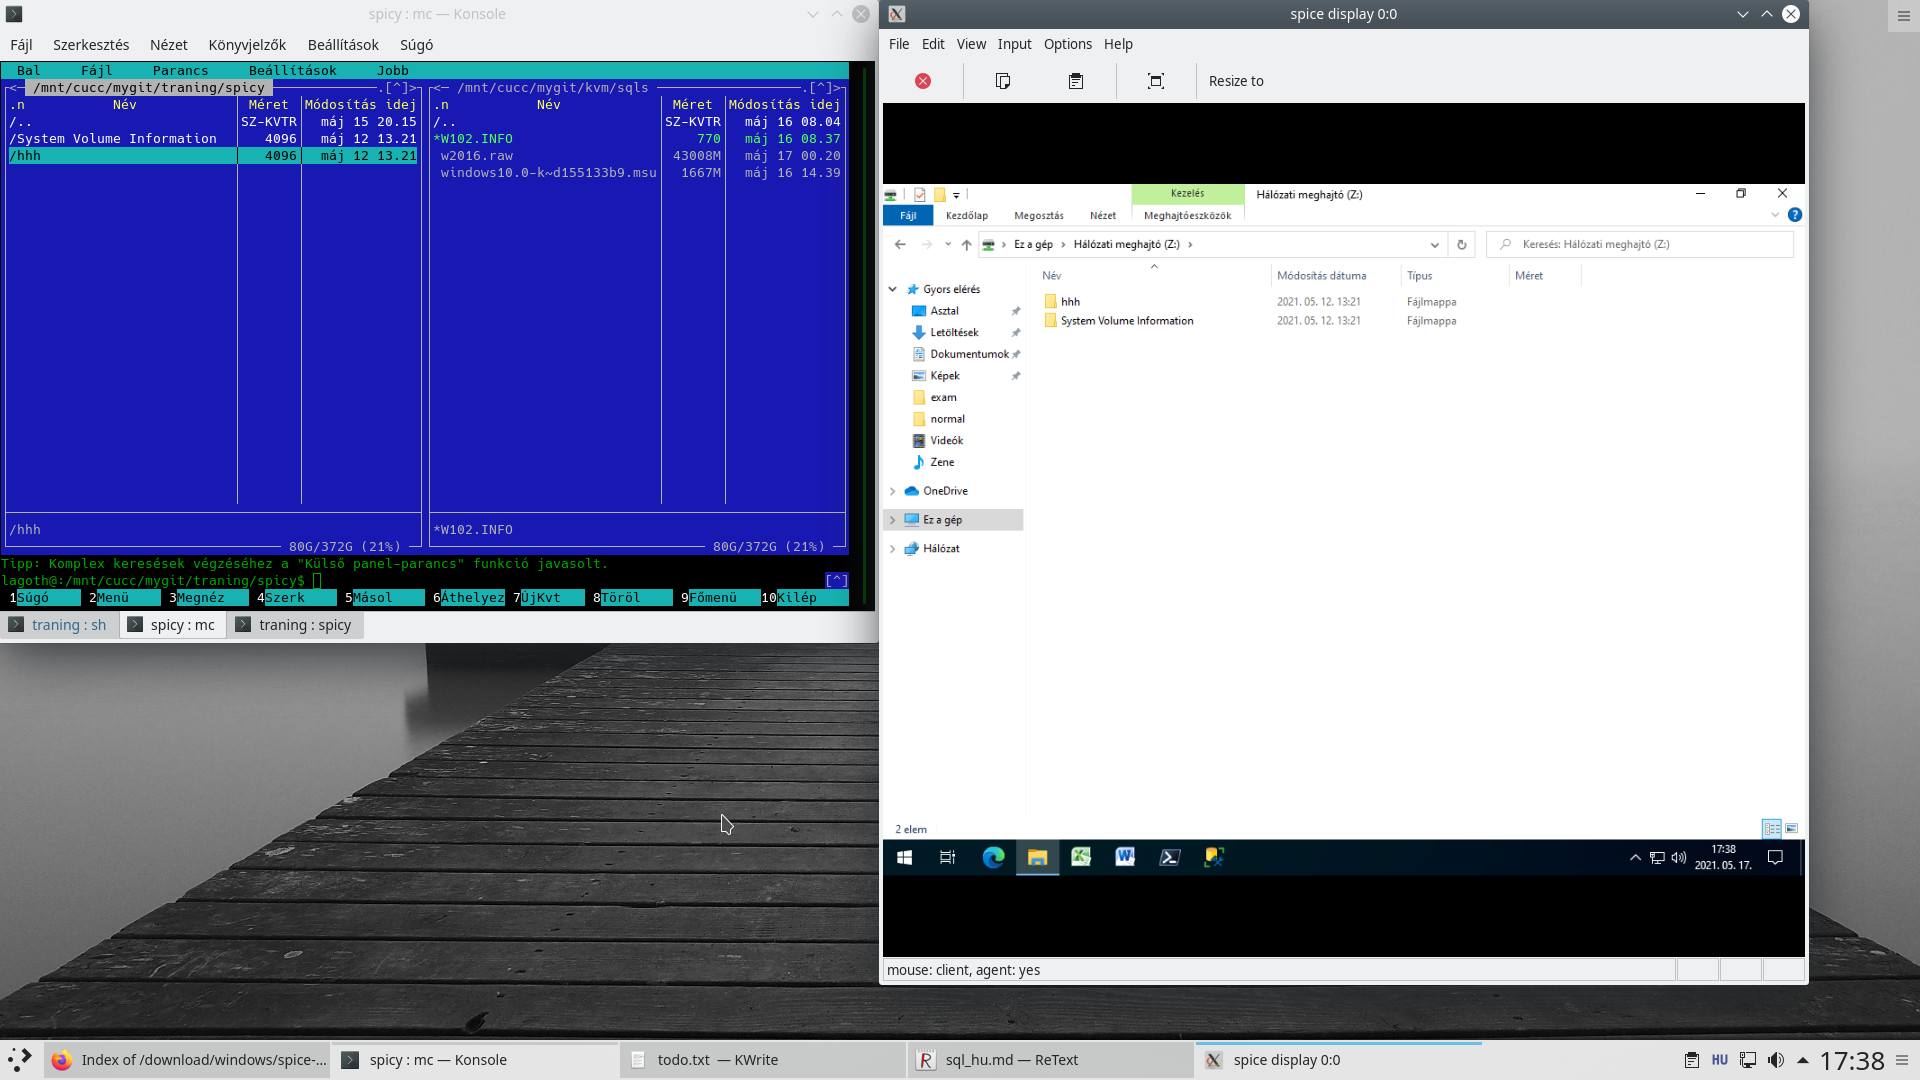 spicy : mc — Konsole
Fájl Szerkesztés Nézet Könyvjelzők Beállítások Súgó
Bal Fájl Parancs Beállítások Jobb
<─ /mnt/cucc/mygit/traning/spicy .[^]>
.n Név Méret Módosítás idej
/.. SZ-KVTR máj 15 20.15
/System Volume Information 4096 máj 12 13.21
/hhh 4096 máj 12 13.21
/hhh
80G/372G (21%)
<─ /mnt/cucc/mygit/kvm/sqls .[^]>
.n Név Méret Módosítás idej
/.. SZ-KVTR máj 16 08.04
*W102.INFO 770 máj 16 08.37
w2016.raw 43008M máj 17 00.20
windows10.0-k~d155133b9.msu 1667M máj 16 14.39
*W102.INFO
80G/372G (21%)
Tipp: Komplex keresések végzéséhez a "Külső panel-parancs" funkció javasolt.
lagoth@:/mnt/cucc/mygit/traning/spicy$ [^]
1Súgó 2Menü 3Megnéz 4Szerk 5Másol 6Áthelyez 7ÚjKvt 8Töröl 9Főmenü 10Kilép
traning : sh spicy : mc traning : spicy
spice display 0:0
File Edit View Input Options Help
Resize to
Kezelés Hálózati meghajtó (Z:)
Fájl Kezdőlap Megosztás Nézet Meghajtóeszközök
Ez a gép Hálózati meghajtó (Z:) Keresés: Hálózati meghajtó (Z:)
Név Módosítás dátuma Típus Méret
hhh 2021. 05. 12. 13:21 Fájlmappa
System Volume Information 2021. 05. 12. 13:21 Fájlmappa
Gyors elérés
Asztal
Letöltések
Dokumentumok
Képek
exam
normal
Videók
Zene
OneDrive
Ez a gép
Hálózat
2 elem
17:38
2021. 05. 17.
mouse: client, agent: yes
Index of /download/windows/spice-... spicy : mc — Konsole todo.txt — KWrite sql_hu.md — ReText spice display 0:0 HU 17:38